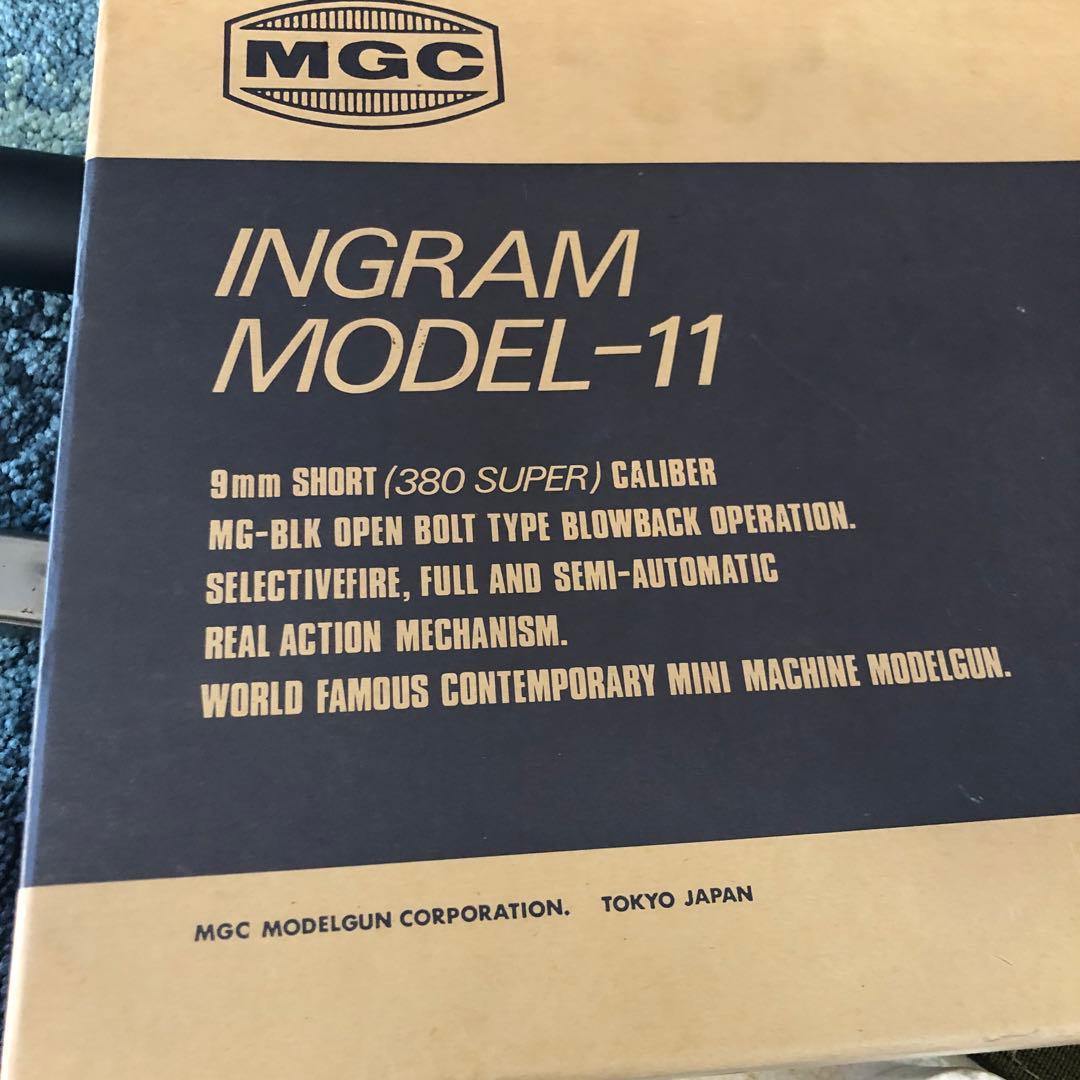 MGC
INGRAM
MODEL-11
9mm SHORT (380 SUPER) CALIBER
MG-BLK OPEN BOLT TYPE BLOWBACK OPERATION.
SELECTIVEFIRE, FULL AND SEMI-AUTOMATIC
REAL ACTION MECHANISM.
WORLD FAMOUS CONTEMPORARY MINI MACHINE MODELGUN.
MGC MODELGUN CORPORATION. TOKYO JAPAN